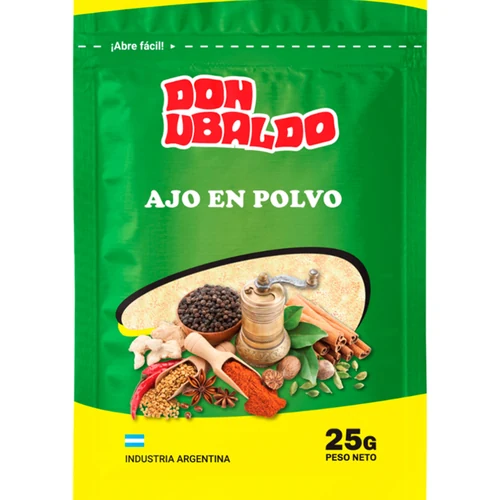 ¡Abre fácil!
DON
UBALDO
AJO EN POLVO
25G
PESO NETO
INDUSTRIA ARGENTINA